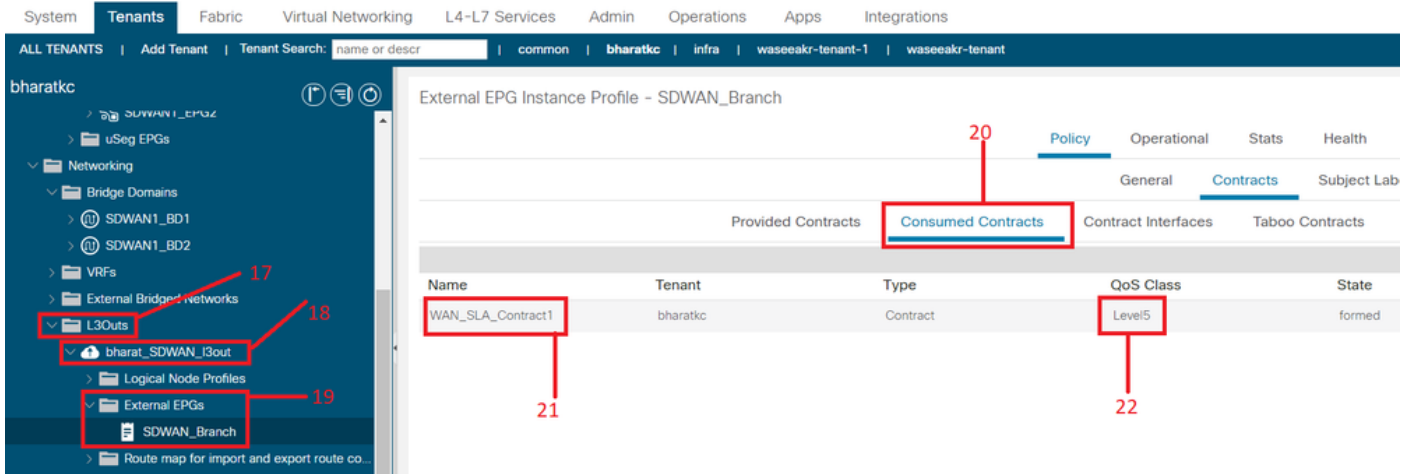 System Tenants Fabric Virtual Networking L4-L7 Services Admin Operations Apps Integrations
ALL TENANTS | Add Tenant | Tenant Search: name or descr | common | bharatkc | infra | waseeakr-tenant-1 | waseeakr-tenant
bharatkc
SDWAN1_EPG2
uSeg EPGs
Networking
Bridge Domains
SDWAN1_BD1
SDWAN1_BD2
VRFs
17
External Bridged Networks
18
L3Outs
bharat_SDWAN_l3out
Logical Node Profiles
External EPGs
19
SDWAN_Branch
Route map for import and export route co...
External EPG Instance Profile - SDWAN_Branch
20
Policy Operational Stats Health
General Contracts Subject Lab
Provided Contracts Consumed Contracts Contract Interfaces Taboo Contracts
Name Tenant Type QoS Class State
WAN_SLA_Contract1 bharatkc Contract Level5 formed
21
22